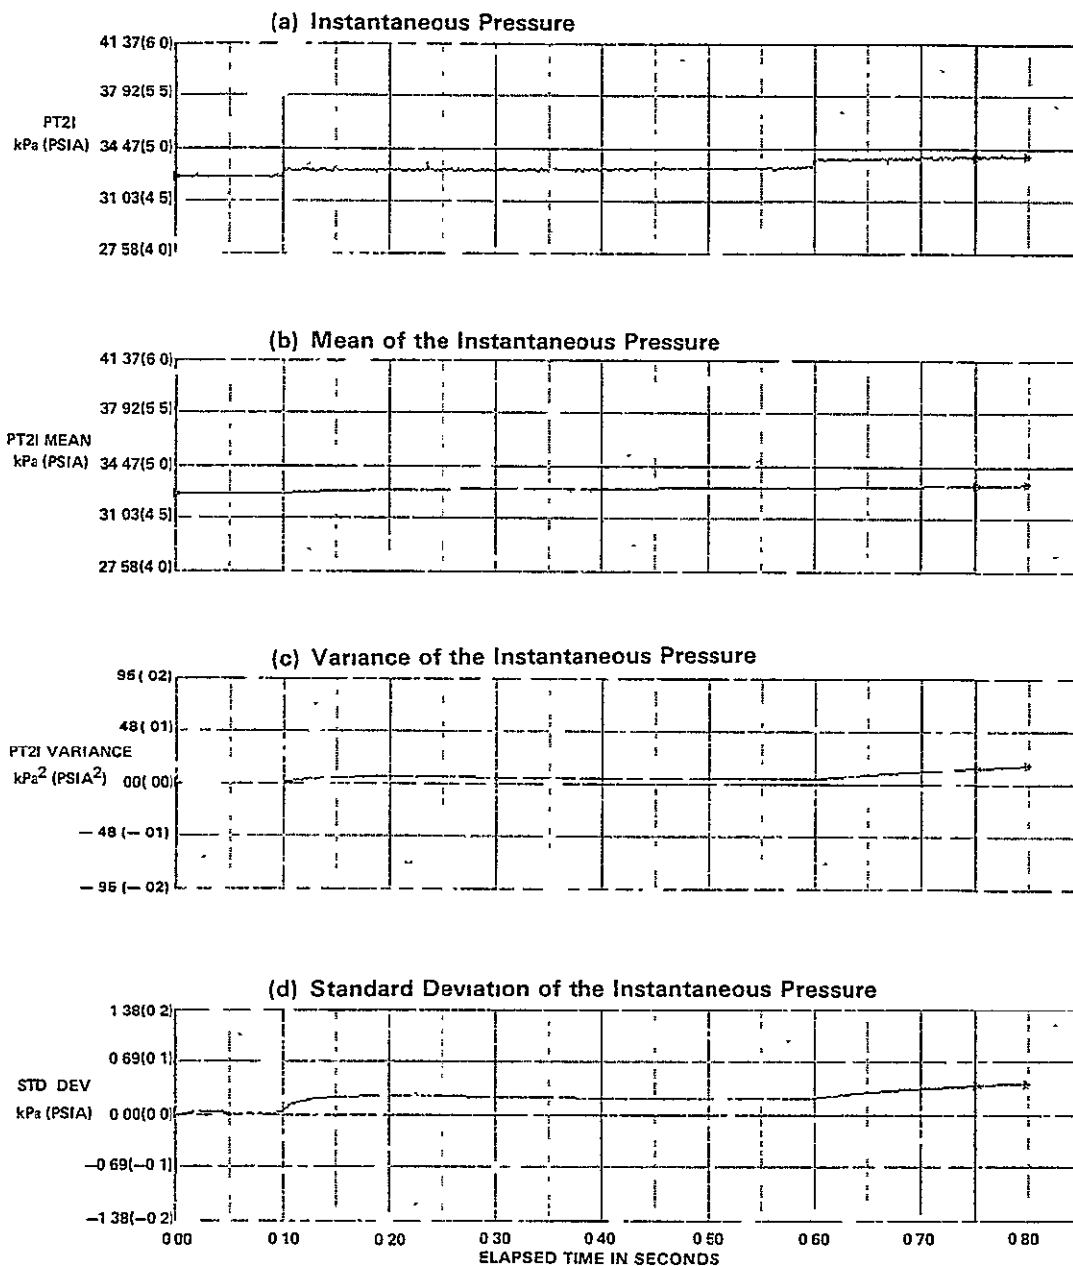 (a) Instantaneous Pressure
41 37(6 0)
37 92(5 5)
PT2I
kPa (PSIA) 34 47(5 0)
31 03(4 5)
27 58(4 0)
(b) Mean of the Instantaneous Pressure
41 37(6 0)
37 92(5 5)
PT2I MEAN
kPa (PSIA) 34 47(5 0)
31 03(4 5)
27 58(4 0)
(c) Variance of the Instantaneous Pressure
95( 02)
48( 01)
PT2I VARIANCE
kPa² (PSIA²) 00( 00)
– 48 (– 01)
– 95 (– 02)
(d) Standard Deviation of the Instantaneous Pressure
1 38(0 2)
0 69(0 1)
STD DEV
kPa (PSIA) 0 00(0 0)
–0 69(–0 1)
–1 38(–0 2)
0 00 0 10 0 20 0 30 0 40 0 50 0 60 0 70 0 80
ELAPSED TIME IN SECONDS